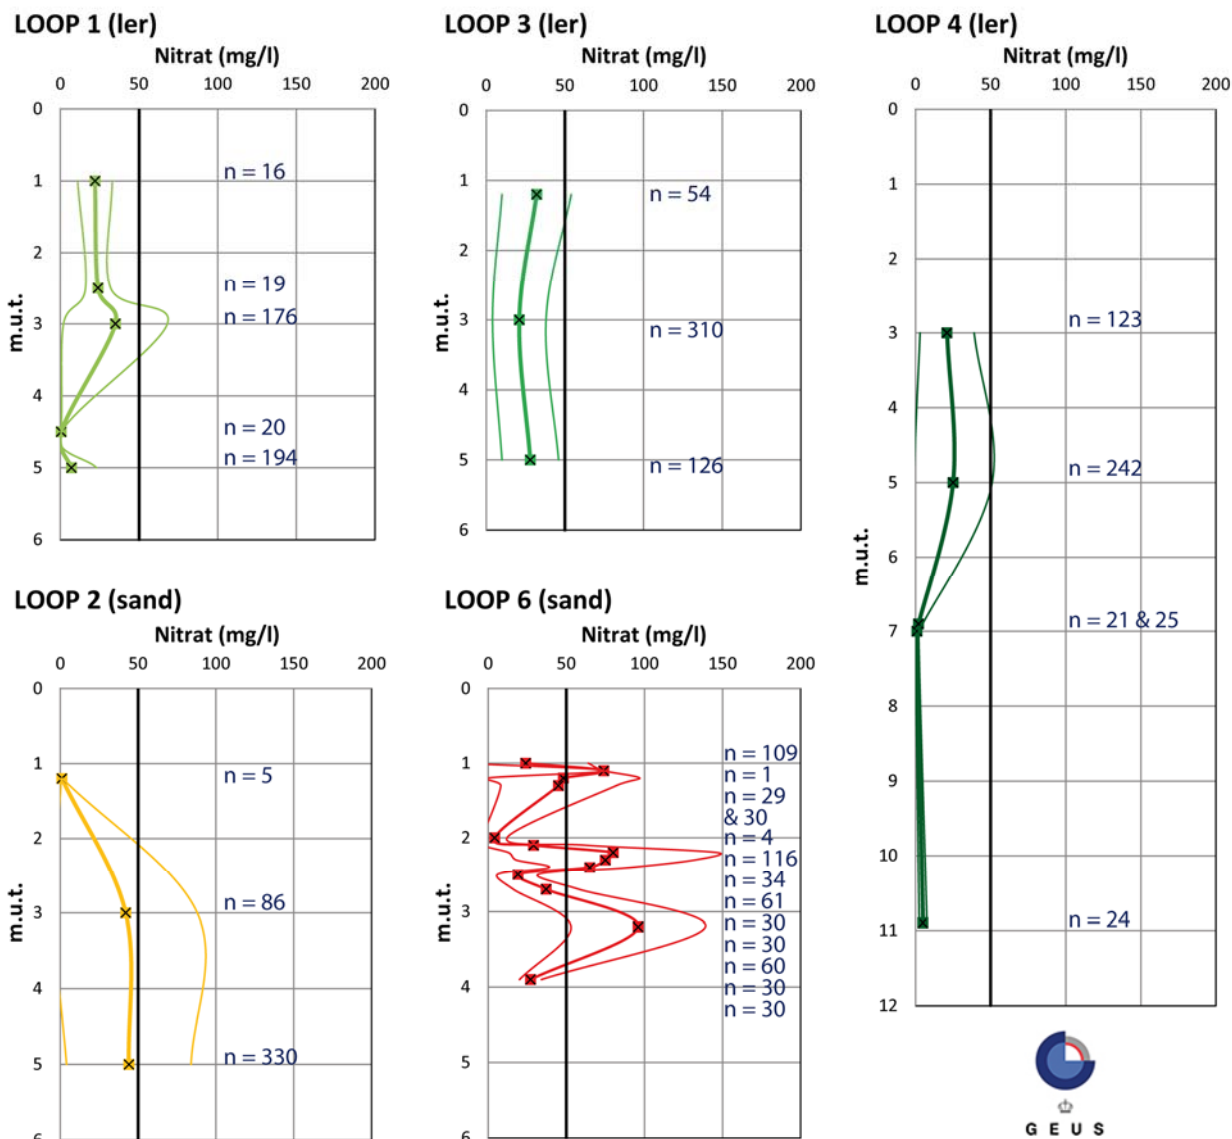 LOOP 1 (ler)
Nitrat (mg/l)
0 50 100 150 200
0
1
2
3
4
5
6
m.u.t.
n = 16
n = 19
n = 176
n = 20
n = 194
LOOP 3 (ler)
Nitrat (mg/l)
0 50 100 150 200
0
1
2
3
4
5
6
m.u.t.
n = 54
n = 310
n = 126
LOOP 4 (ler)
Nitrat (mg/l)
0 50 100 150 200
0
1
2
3
4
5
6
7
8
9
10
11
12
m.u.t.
n = 123
n = 242
n = 21 & 25
n = 24
LOOP 2 (sand)
Nitrat (mg/l)
0 50 100 150 200
0
1
2
3
4
5
6
m.u.t.
n = 5
n = 86
n = 330
LOOP 6 (sand)
Nitrat (mg/l)
0 50 100 150 200
0
1
2
3
4
5
6
m.u.t.
n = 109
n = 1
n = 29
& 30
n = 4
n = 116
n = 34
n = 61
n = 30
n = 30
n = 60
n = 30
n = 30
G E U S